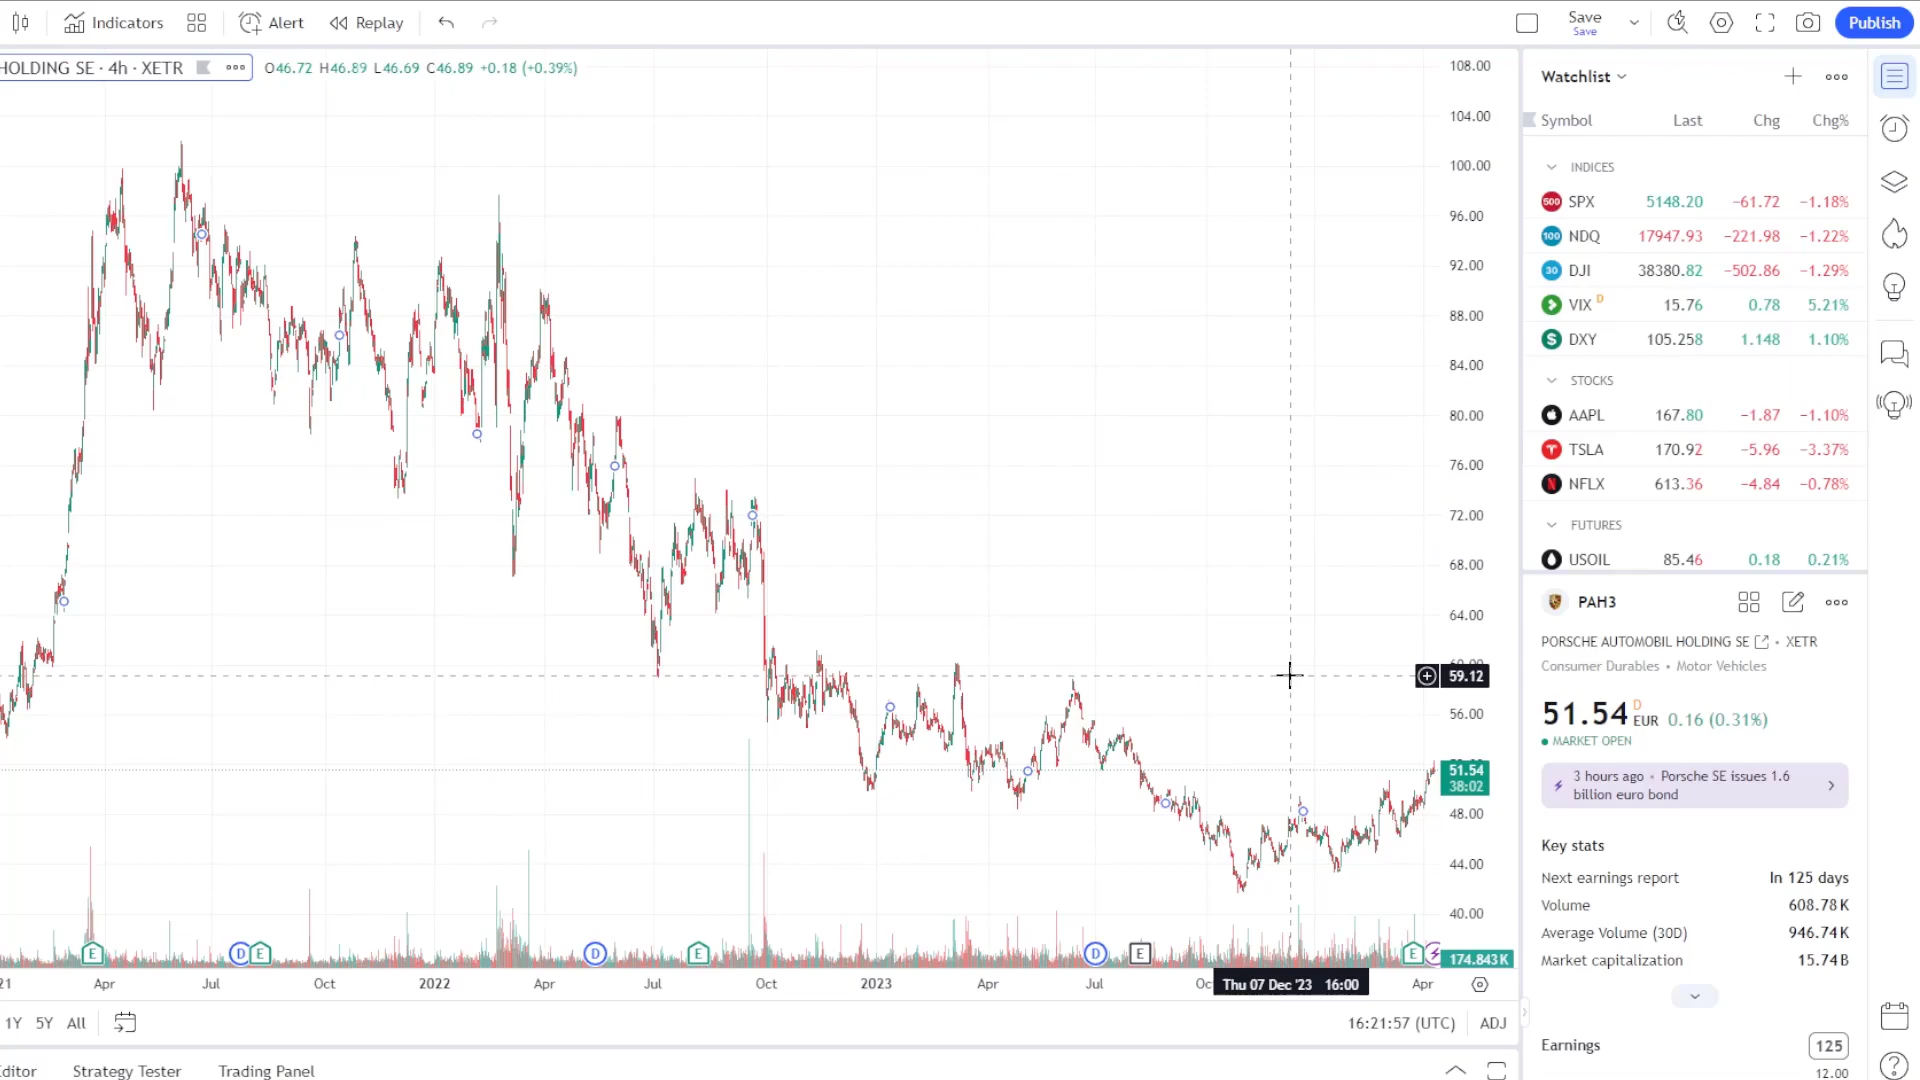 Indicators Alert Replay Save Save Publish
HOLDING SE · 4h · XETR O46.72 H46.89 L46.69 C46.89 +0.18 (+0.39%)
108.00
104.00
100.00
96.00
92.00
88.00
84.00
80.00
76.00
72.00
68.00
64.00
60.00
59.12
56.00
51.54
38:02
48.00
44.00
40.00
174.843K
E D E D E D E E
21 Apr Jul Oct 2022 Apr Jul Oct 2023 Apr Jul Oc Thu 07 Dec '23 16:00 Apr
1Y 5Y All 16:21:57 (UTC) ADJ
Editor Strategy Tester Trading Panel
Watchlist
Symbol Last Chg Chg%
INDICES
500 SPX 5148.20 −61.72 −1.18%
100 NDQ 17947.93 −221.98 −1.22%
30 DJI 38380.82 −502.86 −1.29%
VIX D 15.76 0.78 5.21%
S DXY 105.258 1.148 1.10%
STOCKS
AAPL 167.80 −1.87 −1.10%
TSLA 170.92 −5.96 −3.37%
NFLX 613.36 −4.84 −0.78%
FUTURES
USOIL 85.46 0.18 0.21%
PAH3
PORSCHE AUTOMOBIL HOLDING SE • XETR
Consumer Durables • Motor Vehicles
51.54 D EUR 0.16 (0.31%)
MARKET OPEN
3 hours ago • Porsche SE issues 1.6
billion euro bond
Key stats
Next earnings report In 125 days
Volume 608.78K
Average Volume (30D) 946.74K
Market capitalization 15.74B
Earnings 125
12.00